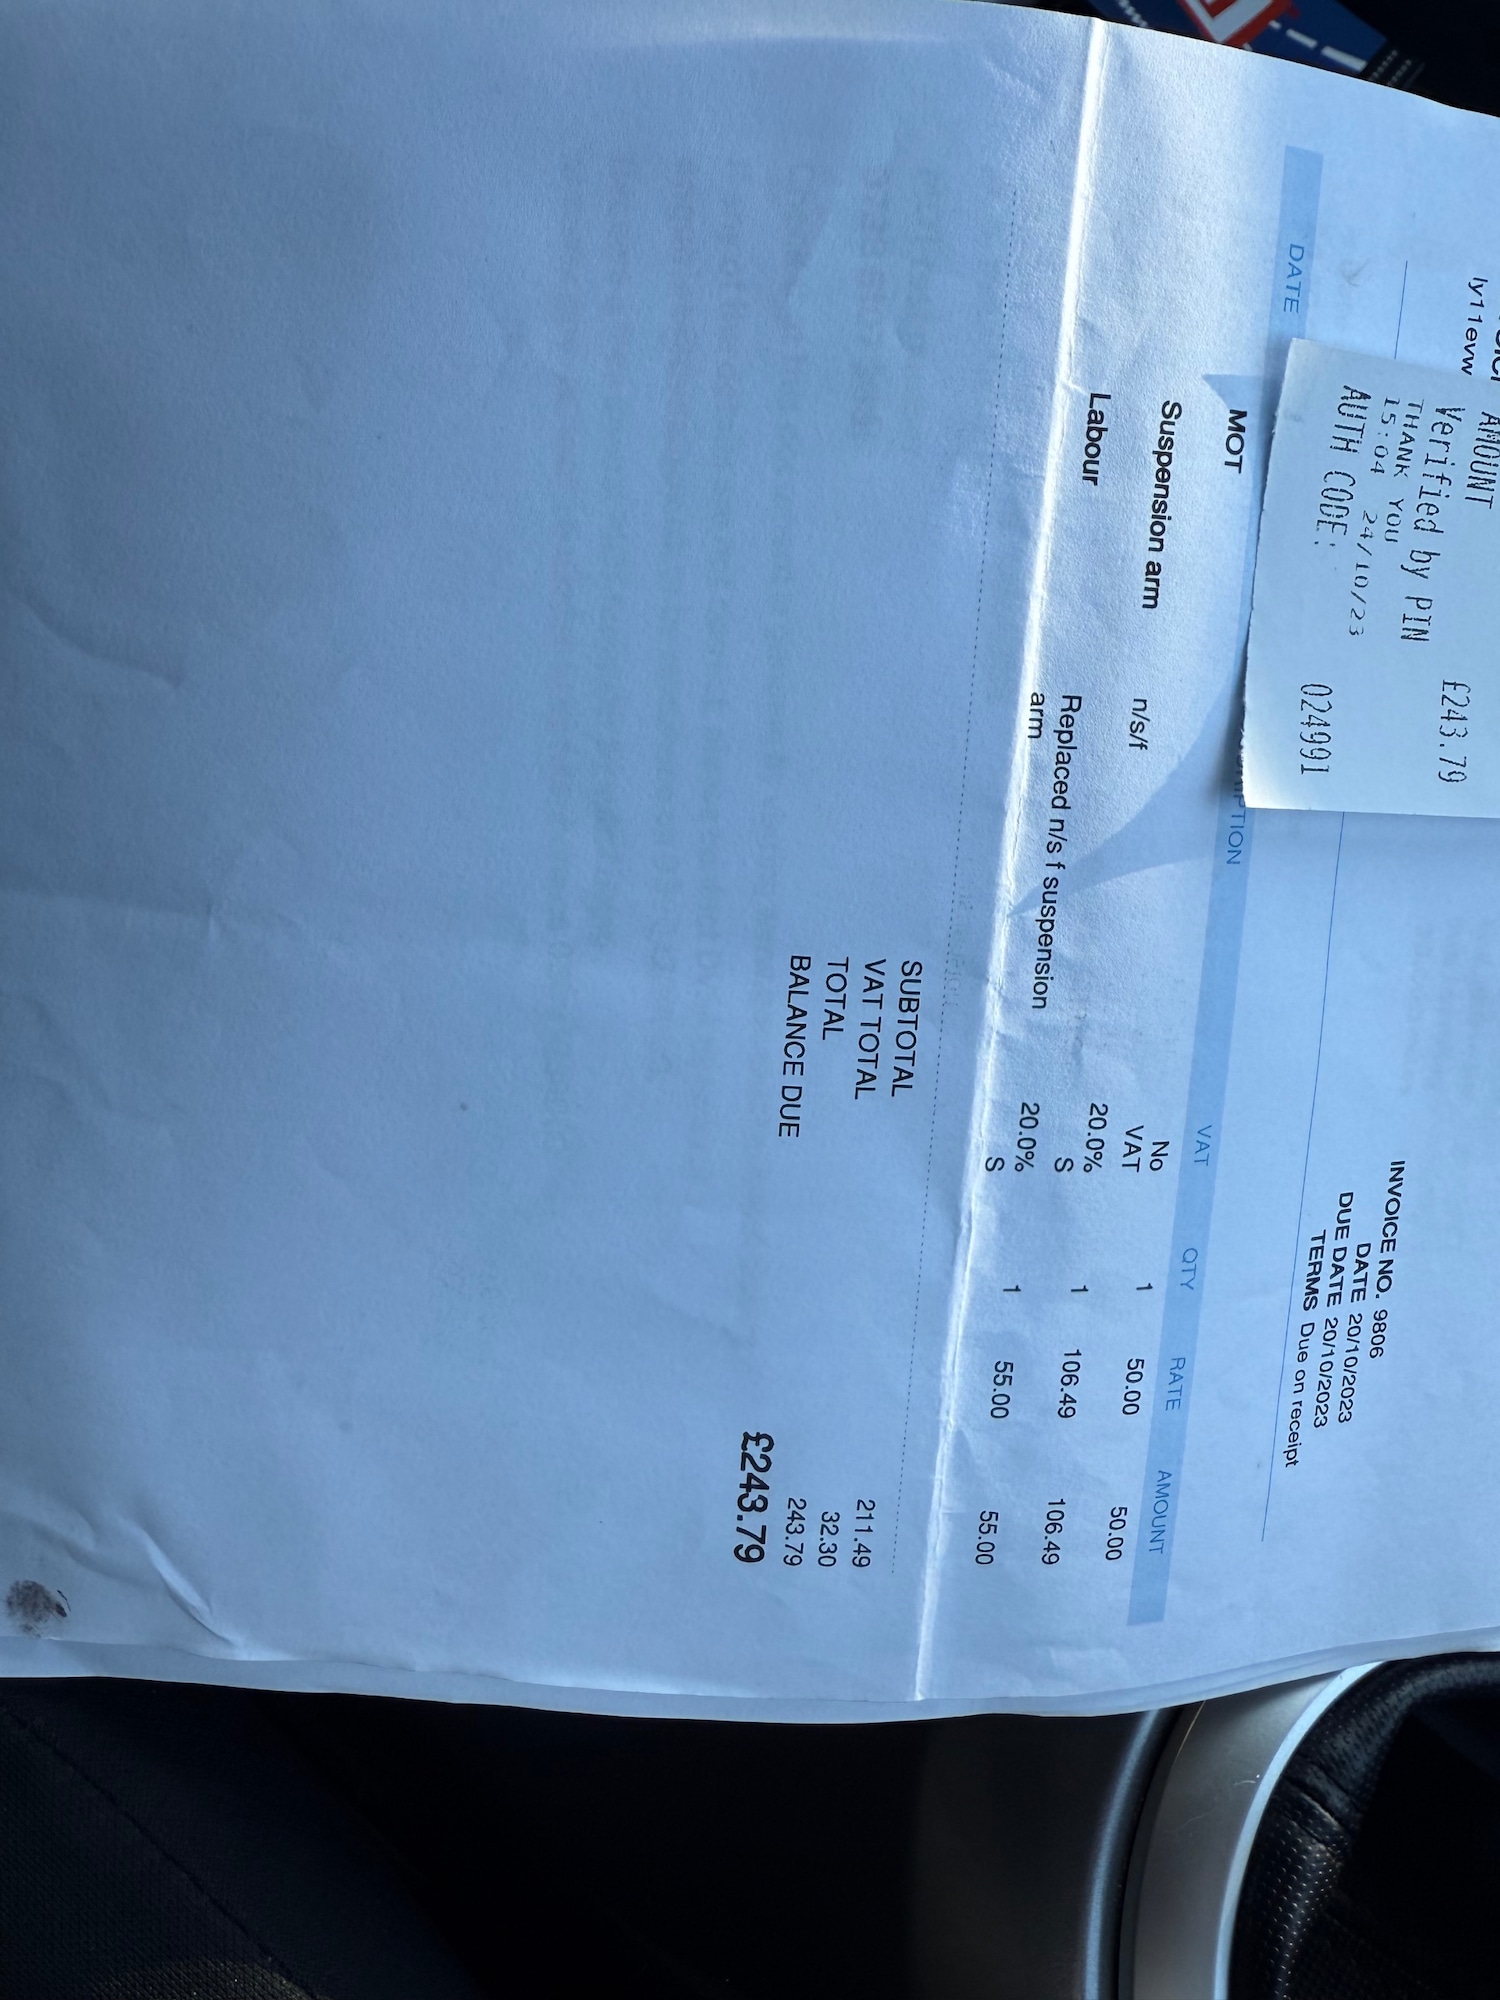 ly11evw
AMOUNT £243.79
Verified by PIN
THANK YOU
15:04 24/10/23
AUTH CODE: 024991
INVOICE NO. 9806
DATE 20/10/2023
DUE DATE 20/10/2023
TERMS Due on receipt
DATE VAT QTY RATE AMOUNT
MOT No VAT 1 50.00 50.00
Suspension arm n/s/f 20.0% S 1 106.49 106.49
Labour Replaced n/s f suspension arm 20.0% S 1 55.00 55.00
SUBTOTAL 211.49
VAT TOTAL 32.30
TOTAL 243.79
BALANCE DUE £243.79